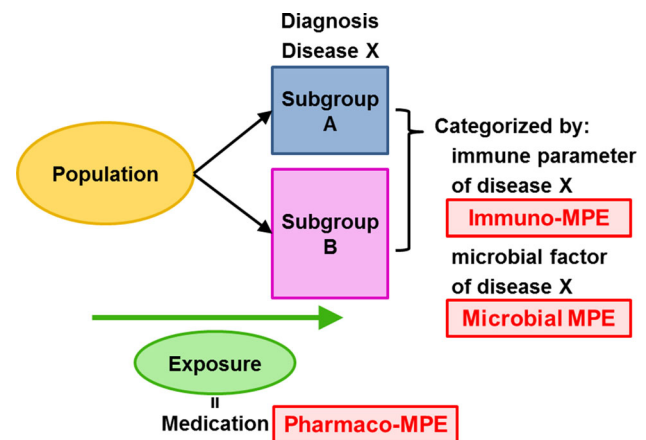 Diagnosis
Disease X
Subgroup
A
Population
Subgroup
B
Categorized by:
immune parameter
of disease X
Immuno-MPE
microbial factor
of disease X
Microbial MPE
Exposure
=
Medication Pharmaco-MPE